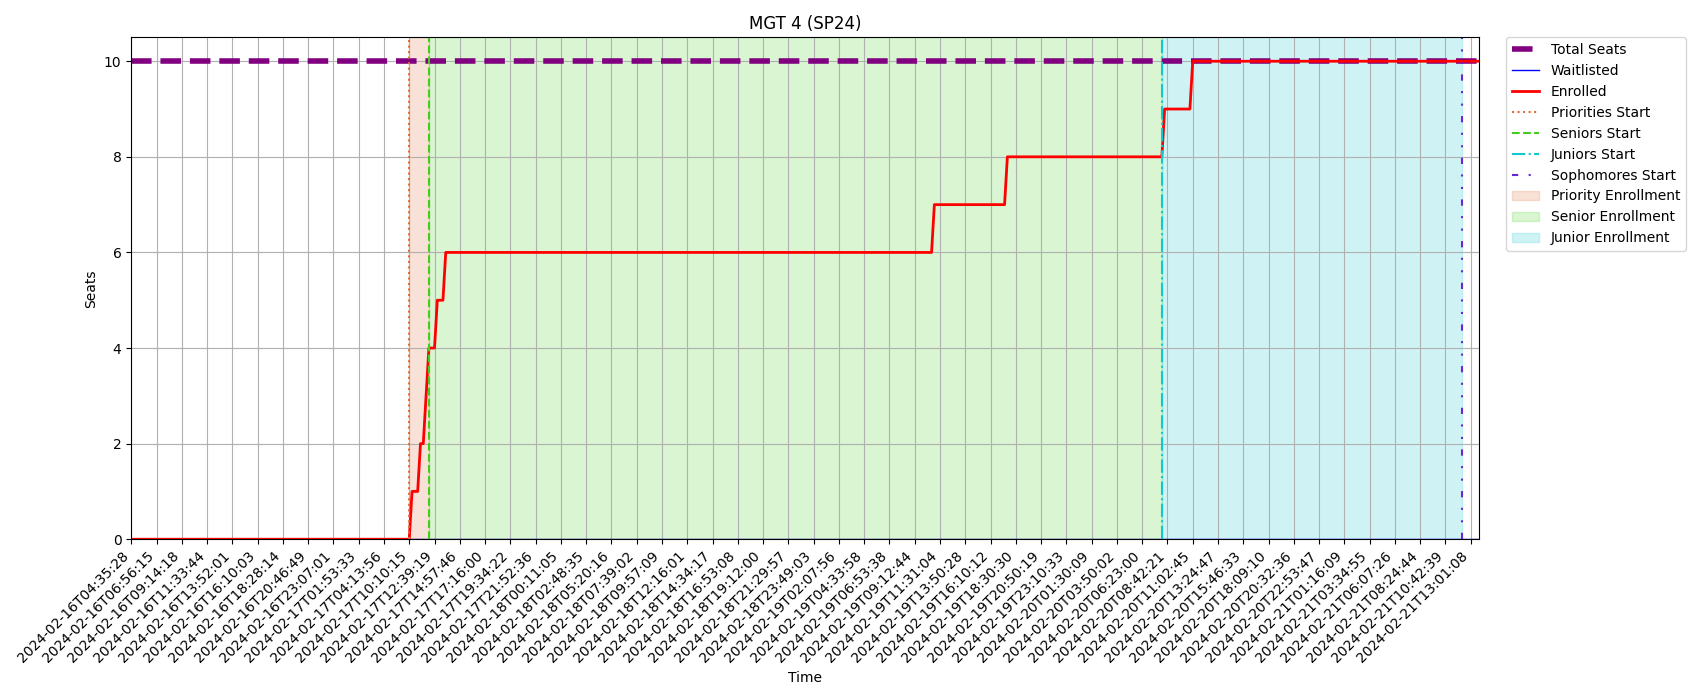 MGT 4 (SP24)
Seats
10
8
6
4
2
0
2024-02-16T04:35:28
2024-02-16T06:56:15
2024-02-16T09:14:18
2024-02-16T11:33:44
2024-02-16T13:52:01
2024-02-16T16:10:03
2024-02-16T18:28:14
2024-02-16T20:46:49
2024-02-16T23:07:01
2024-02-17T01:53:33
2024-02-17T04:13:56
2024-02-17T10:10:15
2024-02-17T12:39:19
2024-02-17T14:57:46
2024-02-17T17:16:00
2024-02-17T19:34:22
2024-02-17T21:52:36
2024-02-18T00:11:05
2024-02-18T02:48:35
2024-02-18T05:20:16
2024-02-18T07:39:02
2024-02-18T09:57:09
2024-02-18T12:16:01
2024-02-18T14:34:17
2024-02-18T16:53:08
2024-02-18T19:12:00
2024-02-18T21:29:57
2024-02-18T23:49:03
2024-02-19T02:07:56
2024-02-19T04:33:58
2024-02-19T06:53:38
2024-02-19T09:12:44
2024-02-19T11:31:04
2024-02-19T13:50:28
2024-02-19T16:10:12
2024-02-19T18:30:30
2024-02-19T20:50:19
2024-02-19T23:10:33
2024-02-20T01:30:09
2024-02-20T03:50:02
2024-02-20T06:23:00
2024-02-20T08:42:21
2024-02-20T11:02:45
2024-02-20T13:24:47
2024-02-20T15:46:33
2024-02-20T18:09:10
2024-02-20T20:32:36
2024-02-20T22:53:47
2024-02-21T01:16:09
2024-02-21T03:34:55
2024-02-21T06:07:26
2024-02-21T08:24:44
2024-02-21T10:42:39
2024-02-21T13:01:08
Time
Total Seats
Waitlisted
Enrolled
Priorities Start
Seniors Start
Juniors Start
Sophomores Start
Priority Enrollment
Senior Enrollment
Junior Enrollment